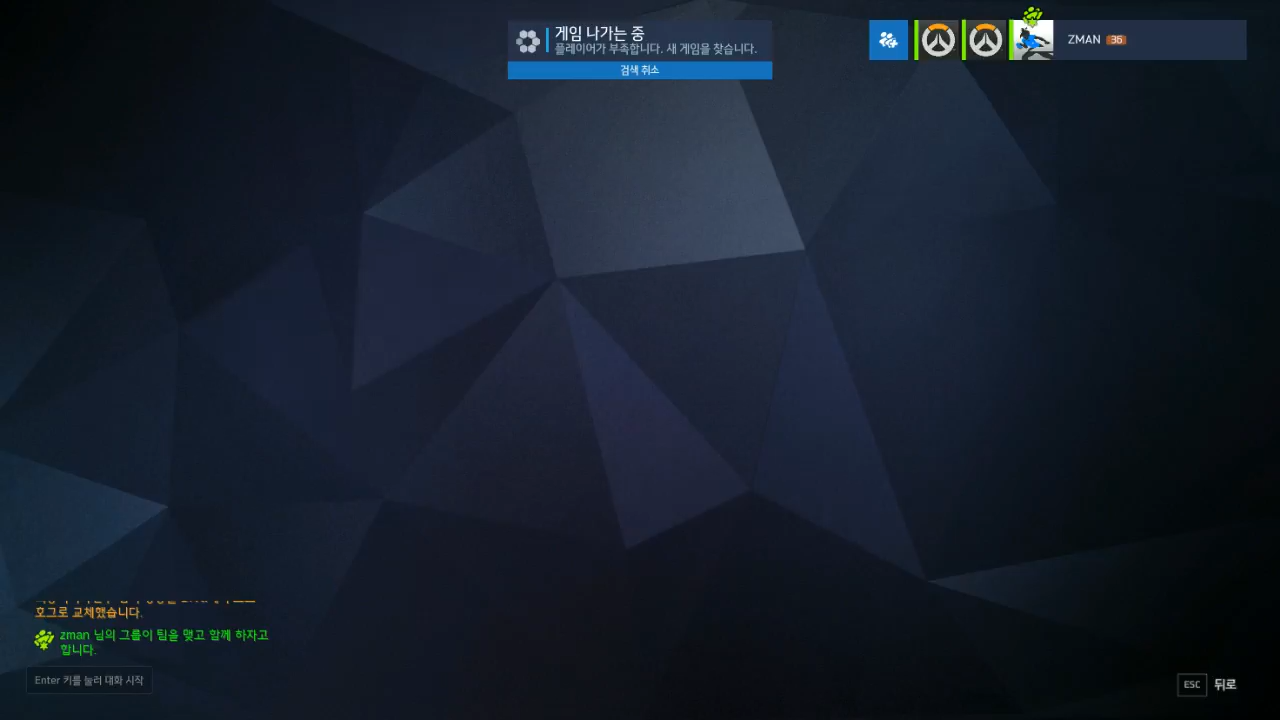 게임 나가는 중
플레이어가 부족합니다. 새 게임을 찾습니다.
검색 취소
ZMAN 36
호그로 교체했습니다.
zman 님의 그룹이 팀을 맺고 함께 하자고
합니다.
Enter 키를 눌러 대화 시작
ESC 뒤로